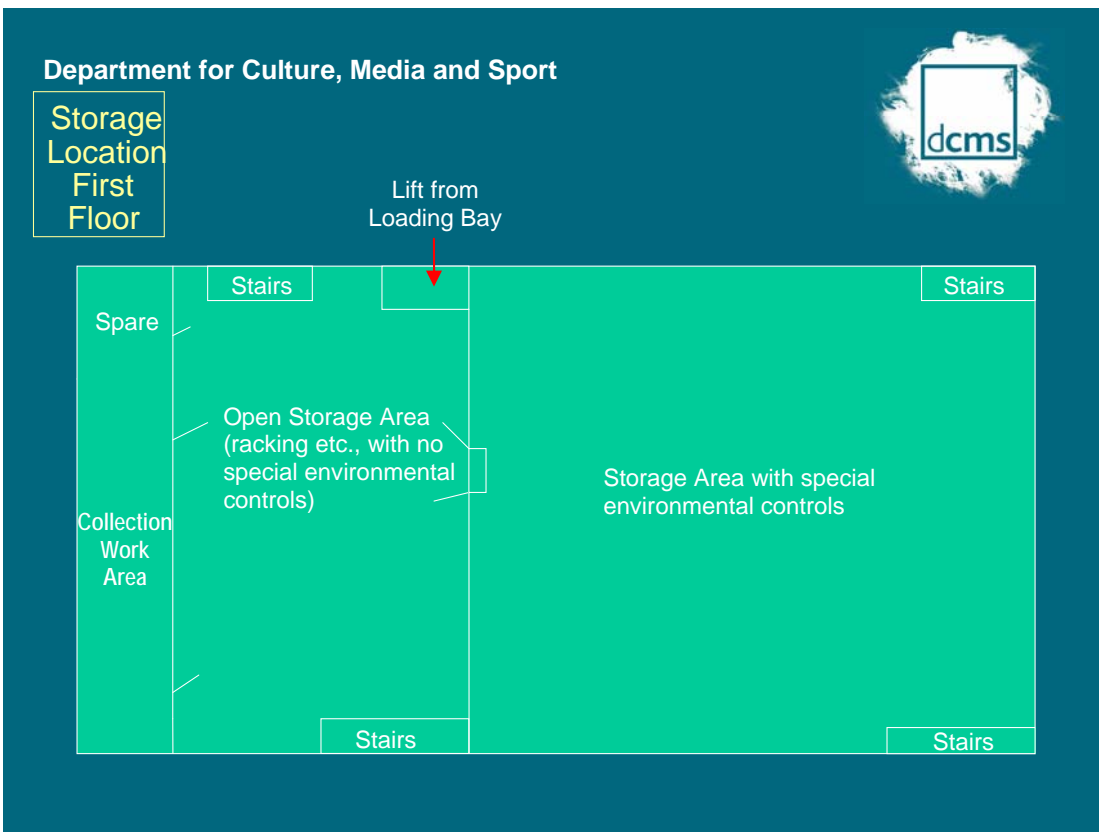 Department for Culture, Media and Sport
dcms
Storage
Location
First
Floor
Lift from
Loading Bay
Stairs
Stairs
Spare
Open Storage Area
(racking etc., with no
special environmental
controls)
Storage Area with special
environmental controls
Collection
Work
Area
Stairs
Stairs